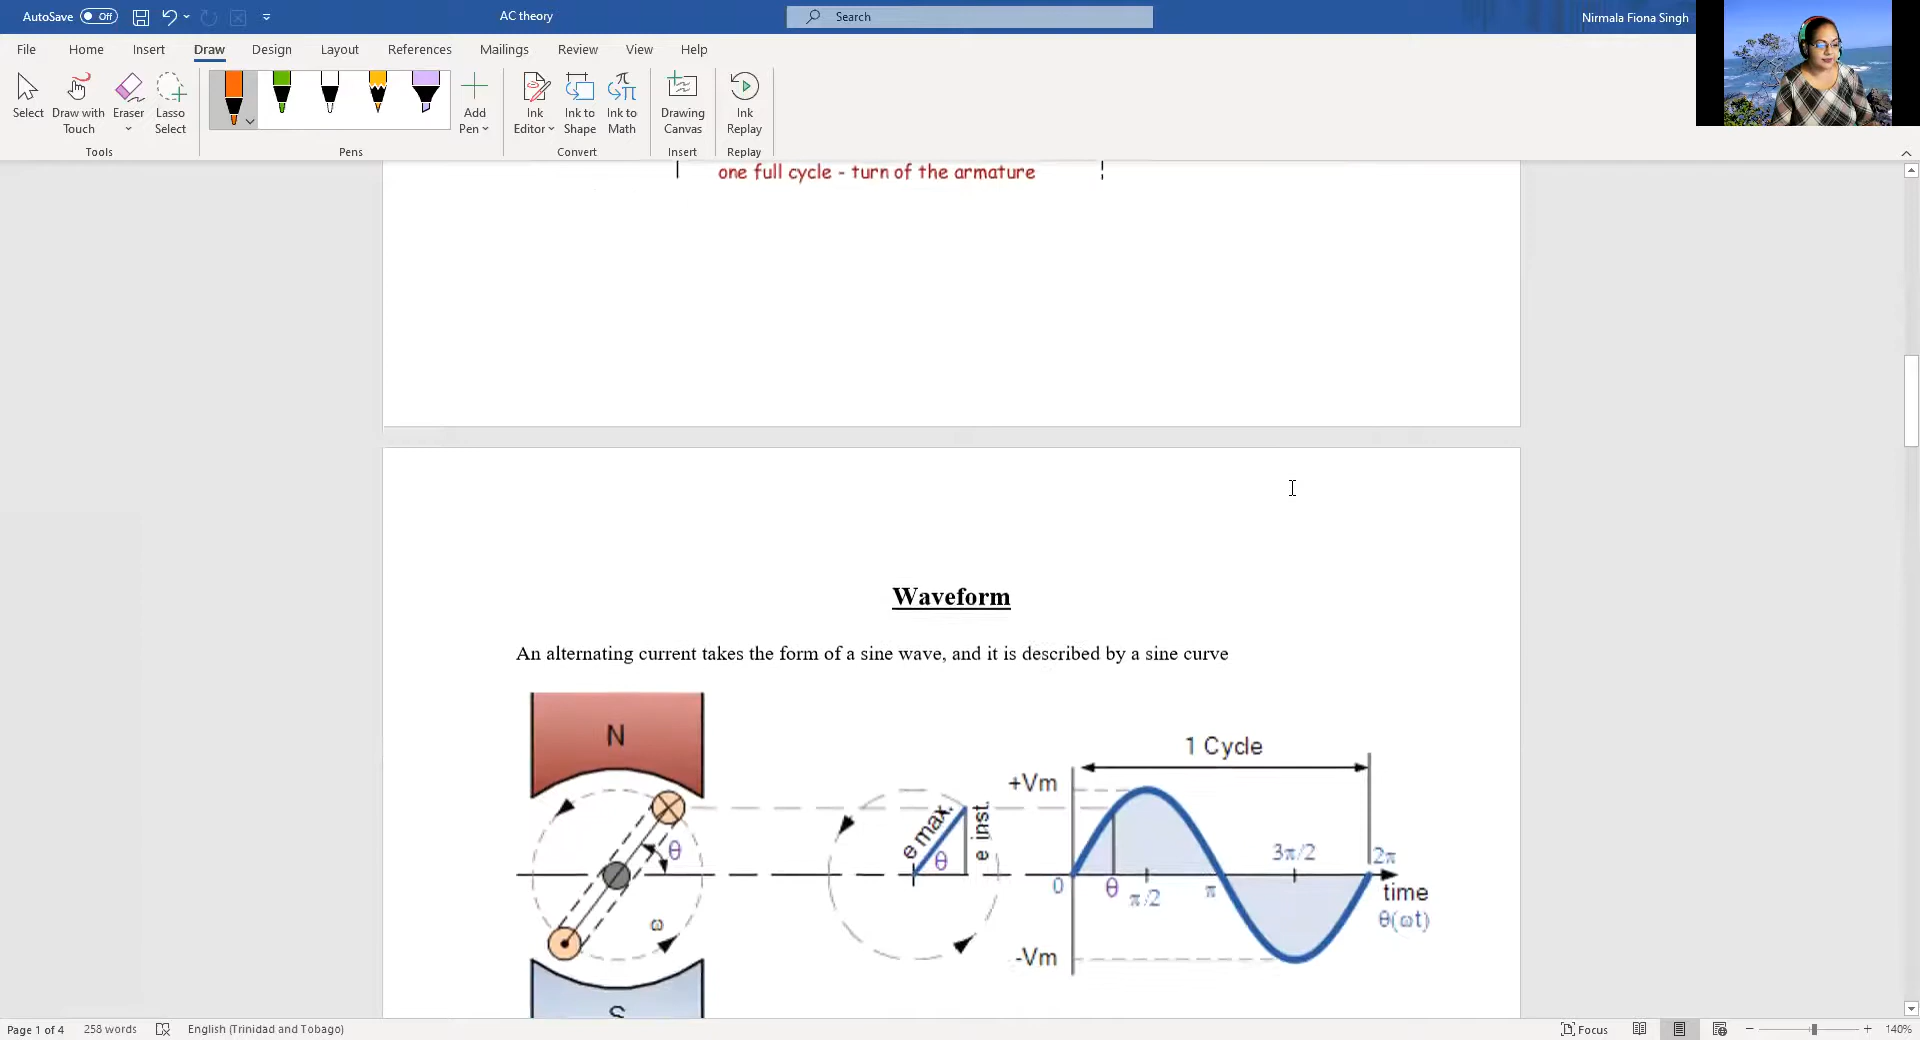 AutoSave Off AC theory Search Nirmala Fiona Singh
File Home Insert Draw Design Layout References Mailings Review View Help
Select Draw with Touch Eraser Lasso Select Add Pen Ink Editor Ink to Shape Ink to Math Drawing Canvas Ink Replay
Tools Pens Convert Insert Replay
one full cycle - turn of the armature
Waveform
An alternating current takes the form of a sine wave, and it is described by a sine curve
N
1 Cycle
+Vm
e max.
e inst.
θ
θ
3π/2
2π
0
θ
π/2
π
time
θ(ωt)
ω
-Vm
S
Page 1 of 4 258 words English (Trinidad and Tobago) Focus 140%